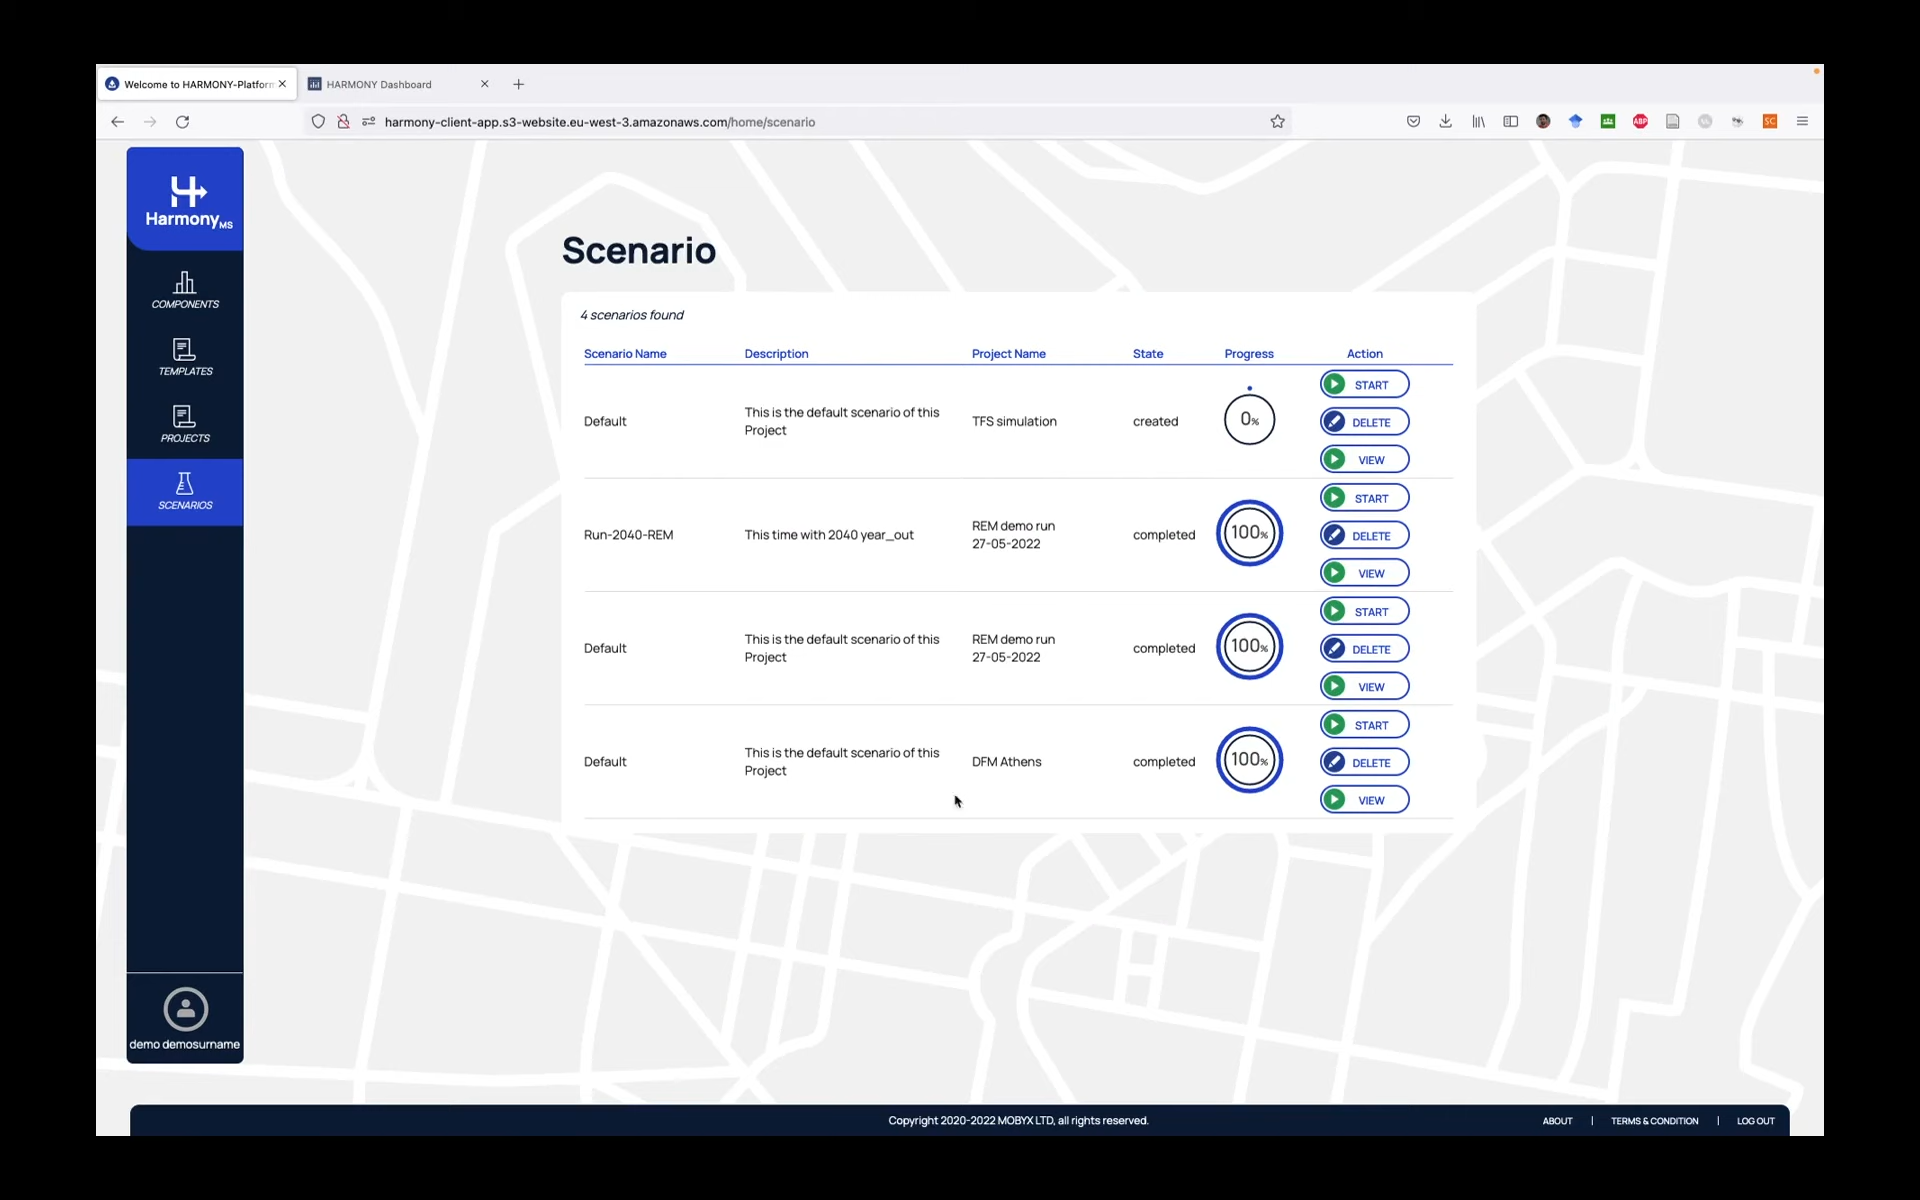 Welcome to HARMONY-Platform
HARMONY Dashboard
harmony-client-app.s3-website.eu-west-3.amazonaws.com/home/scenario
ABP
SC
Harmony MS
COMPONENTS
TEMPLATES
PROJECTS
SCENARIOS
demo demosurname
Scenario
4 scenarios found
Scenario Name Description Project Name State Progress Action
Default This is the default scenario of this Project TFS simulation created 0% START DELETE VIEW
Run-2040-REM This time with 2040 year_out REM demo run 27-05-2022 completed 100% START DELETE VIEW
Default This is the default scenario of this Project REM demo run 27-05-2022 completed 100% START DELETE VIEW
Default This is the default scenario of this Project DFM Athens completed 100% START DELETE VIEW
Copyright 2020-2022 MOBYX LTD, all rights reserved.
ABOUT | TERMS & CONDITION | LOG OUT